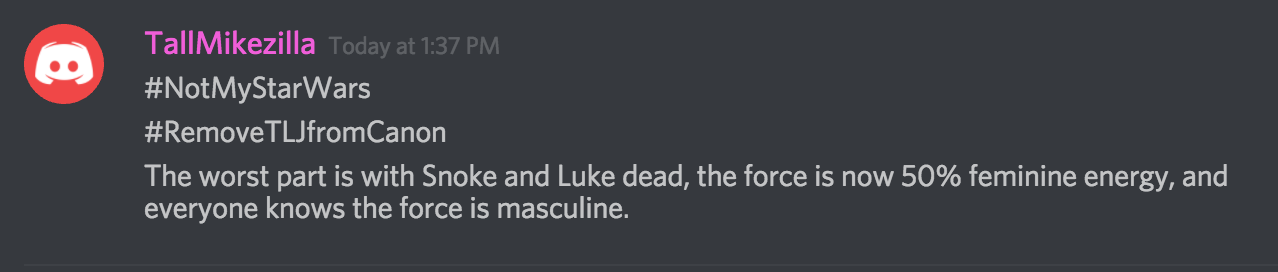 TallMikezilla Today at 1:37 PM
#NotMyStarWars
#RemoveTLJfromCanon
The worst part is with Snoke and Luke dead, the force is now 50% feminine energy, and
everyone knows the force is masculine.